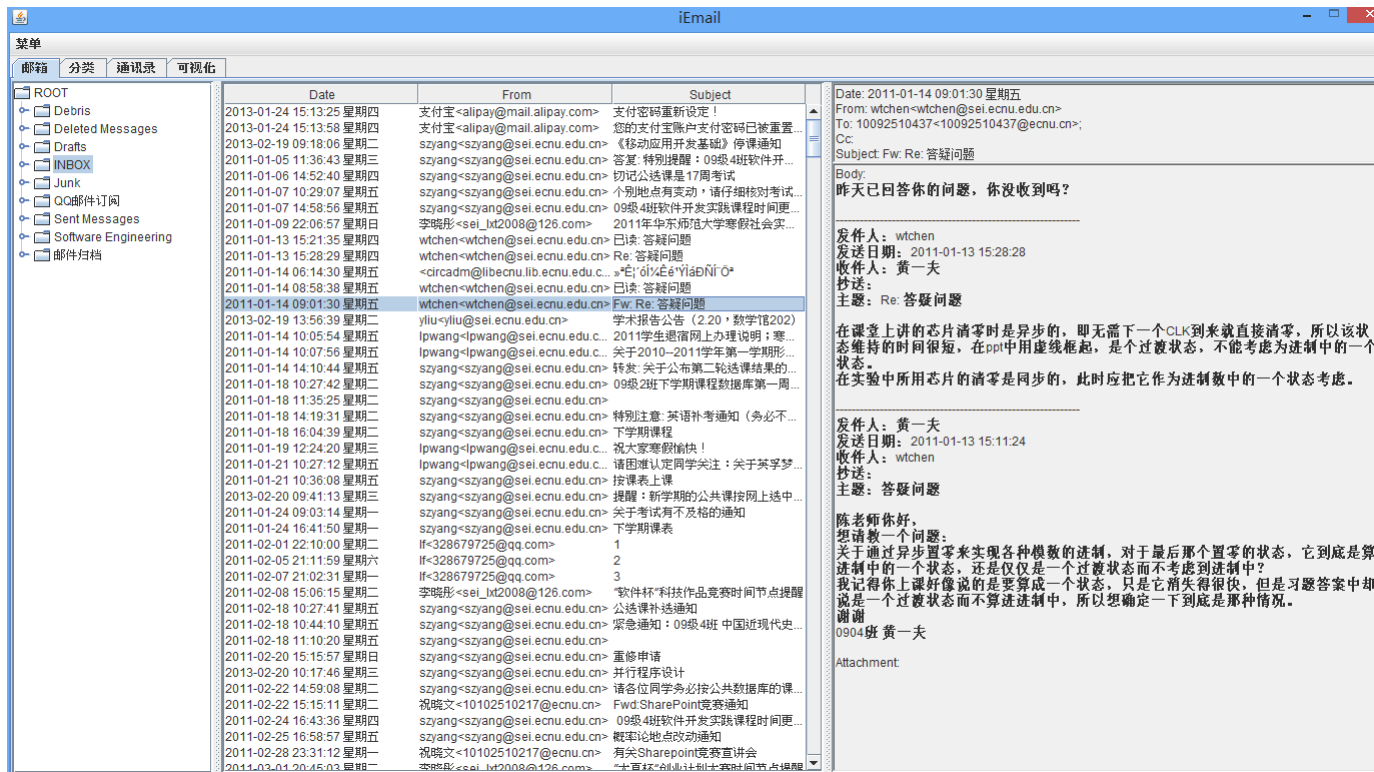 iEmail
菜单
邮箱 分类 通讯录 可视化
ROOT
Debris
Deleted Messages
Drafts
INBOX
Junk
QQ邮件订阅
Sent Messages
Software Engineering
邮件归档
Date From Subject
2013-01-24 15:13:25 星期四 支付宝<alipay@mail.alipay.com> 支付密码重新设定！
2013-01-24 15:13:58 星期四 支付宝<alipay@mail.alipay.com> 您的支付宝账户支付密码已被重置...
2013-02-19 09:18:06 星期二 szyang<szyang@sei.ecnu.edu.cn> 《移动应用开发基础》停课通知
2011-01-05 11:36:43 星期三 szyang<szyang@sei.ecnu.edu.cn> 答复: 特别提醒：09级4班软件开...
2011-01-06 14:52:40 星期四 szyang<szyang@sei.ecnu.edu.cn> 切记公选课是17周考试
2011-01-07 10:29:07 星期五 szyang<szyang@sei.ecnu.edu.cn> 个别地点有变动，请仔细核对考试...
2011-01-07 14:58:56 星期五 szyang<szyang@sei.ecnu.edu.cn> 09级4班软件开发实践课程时间更...
2011-01-09 22:06:57 星期日 李晓彤<sei_lxt2008@126.com> 2011年华东师范大学寒假社会实...
2011-01-13 15:21:35 星期四 wtchen<wtchen@sei.ecnu.edu.cn> 已读: 答疑问题
2011-01-13 15:28:29 星期四 wtchen<wtchen@sei.ecnu.edu.cn> Re: 答疑问题
2011-01-14 06:14:30 星期五 <circadm@libecnu.lib.ecnu.edu.c...
2011-01-14 08:58:38 星期五 wtchen<wtchen@sei.ecnu.edu.cn> 已读: 答疑问题
2011-01-14 09:01:30 星期五 wtchen<wtchen@sei.ecnu.edu.cn> Fw: Re: 答疑问题
2013-02-19 13:56:39 星期二 yliu<yliu@sei.ecnu.edu.cn> 学术报告公告（2.20，数学馆202）
2011-01-14 10:05:54 星期五 lpwang<lpwang@sei.ecnu.edu.c... 2011学生退宿网上办理说明；寒...
2011-01-14 10:07:56 星期五 lpwang<lpwang@sei.ecnu.edu.c... 关于2010--2011学年第一学期形...
2011-01-14 14:10:44 星期五 szyang<szyang@sei.ecnu.edu.cn> 转发: 关于公布第二轮选课结果的...
2011-01-18 10:27:42 星期二 szyang<szyang@sei.ecnu.edu.cn> 09级2班下学期课程数据库第一周...
2011-01-18 11:35:25 星期二 szyang<szyang@sei.ecnu.edu.cn>
2011-01-18 14:19:31 星期二 szyang<szyang@sei.ecnu.edu.cn> 特别注意: 英语补考通知（务必不...
2011-01-18 16:04:39 星期二 szyang<szyang@sei.ecnu.edu.cn> 下学期课程
2011-01-19 12:24:20 星期三 lpwang<lpwang@sei.ecnu.edu.c... 祝大家寒假愉快！
2011-01-21 10:27:12 星期五 lpwang<lpwang@sei.ecnu.edu.c... 请困难认定同学关注：关于英孚梦...
2011-01-21 10:36:08 星期五 szyang<szyang@sei.ecnu.edu.cn> 按课表上课
2013-02-20 09:41:13 星期三 szyang<szyang@sei.ecnu.edu.cn> 提醒：新学期的公共课按网上选中...
2011-01-24 09:03:14 星期一 szyang<szyang@sei.ecnu.edu.cn> 关于考试有不及格的通知
2011-01-24 16:41:50 星期一 szyang<szyang@sei.ecnu.edu.cn> 下学期课表
2011-02-01 22:10:00 星期二 lf<328679725@qq.com> 1
2011-02-05 21:11:59 星期六 lf<328679725@qq.com> 2
2011-02-07 21:02:31 星期一 lf<328679725@qq.com> 3
2011-02-08 15:06:15 星期二 李晓彤<sei_lxt2008@126.com> “软件杯”科技作品竞赛时间节点提醒
2011-02-18 10:27:41 星期五 szyang<szyang@sei.ecnu.edu.cn> 公选课补选通知
2011-02-18 10:44:10 星期五 szyang<szyang@sei.ecnu.edu.cn> 紧急通知：09级4班 中国近现代史...
2011-02-18 11:10:20 星期五 szyang<szyang@sei.ecnu.edu.cn>
2011-02-20 15:15:57 星期日 szyang<szyang@sei.ecnu.edu.cn> 重修申请
2013-02-20 10:17:46 星期三 szyang<szyang@sei.ecnu.edu.cn> 并行程序设计
2011-02-22 14:59:08 星期二 szyang<szyang@sei.ecnu.edu.cn> 请各位同学务必按公共数据库的课...
2011-02-22 15:15:11 星期二 祝晓文<10102510217@ecnu.cn> Fwd:SharePoint竞赛通知
2011-02-24 16:43:36 星期四 szyang<szyang@sei.ecnu.edu.cn> 09级4班软件开发实践课程时间更...
2011-02-25 16:58:57 星期五 szyang<szyang@sei.ecnu.edu.cn> 概率论地点改动通知
2011-02-28 23:31:12 星期一 祝晓文<10102510217@ecnu.cn> 有关Sharepoint竞赛宣讲会
2011-03-01 20:45:03 星期二 李晓彤<sei_lxt2008@126.com>
Date: 2011-01-14 09:01:30 星期五
From: wtchen<wtchen@sei.ecnu.edu.cn>
To: 10092510437<10092510437@ecnu.cn>;
Cc:
Subject: Fw: Re: 答疑问题
Body:
昨天已回答你的问题，你没收到吗？
发件人： wtchen
发送日期： 2011-01-13 15:28:28
收件人： 黄一夫
抄送：
主题： Re: 答疑问题
在课堂上讲的芯片清零时是异步的，即无需下一个CLK到来就直接清零，所以该状
态维持的时间很短，在ppt中用虚线框起，是个过渡状态，不能考虑为进制中的一个
状态。
在实验中所用芯片的清零是同步的，此时应把它作为进制数中的一个状态考虑。
发件人： 黄一夫
发送日期： 2011-01-13 15:11:24
收件人： wtchen
抄送：
主题： 答疑问题
陈老师你好，
想请教一个问题：
关于通过异步置零来实现各种模数的进制，对于最后那个置零的状态，它到底是算
进制中的一个状态，还是仅仅是一个过渡状态而不考虑到进制中？
我记得你上课好像说的是要算成一个状态，只是它消失得很快，但是习题答案中却
说是一个过渡状态而不算进进制中，所以想确定一下到底是那种情况。
谢谢
0904班 黄一夫
Attachment: